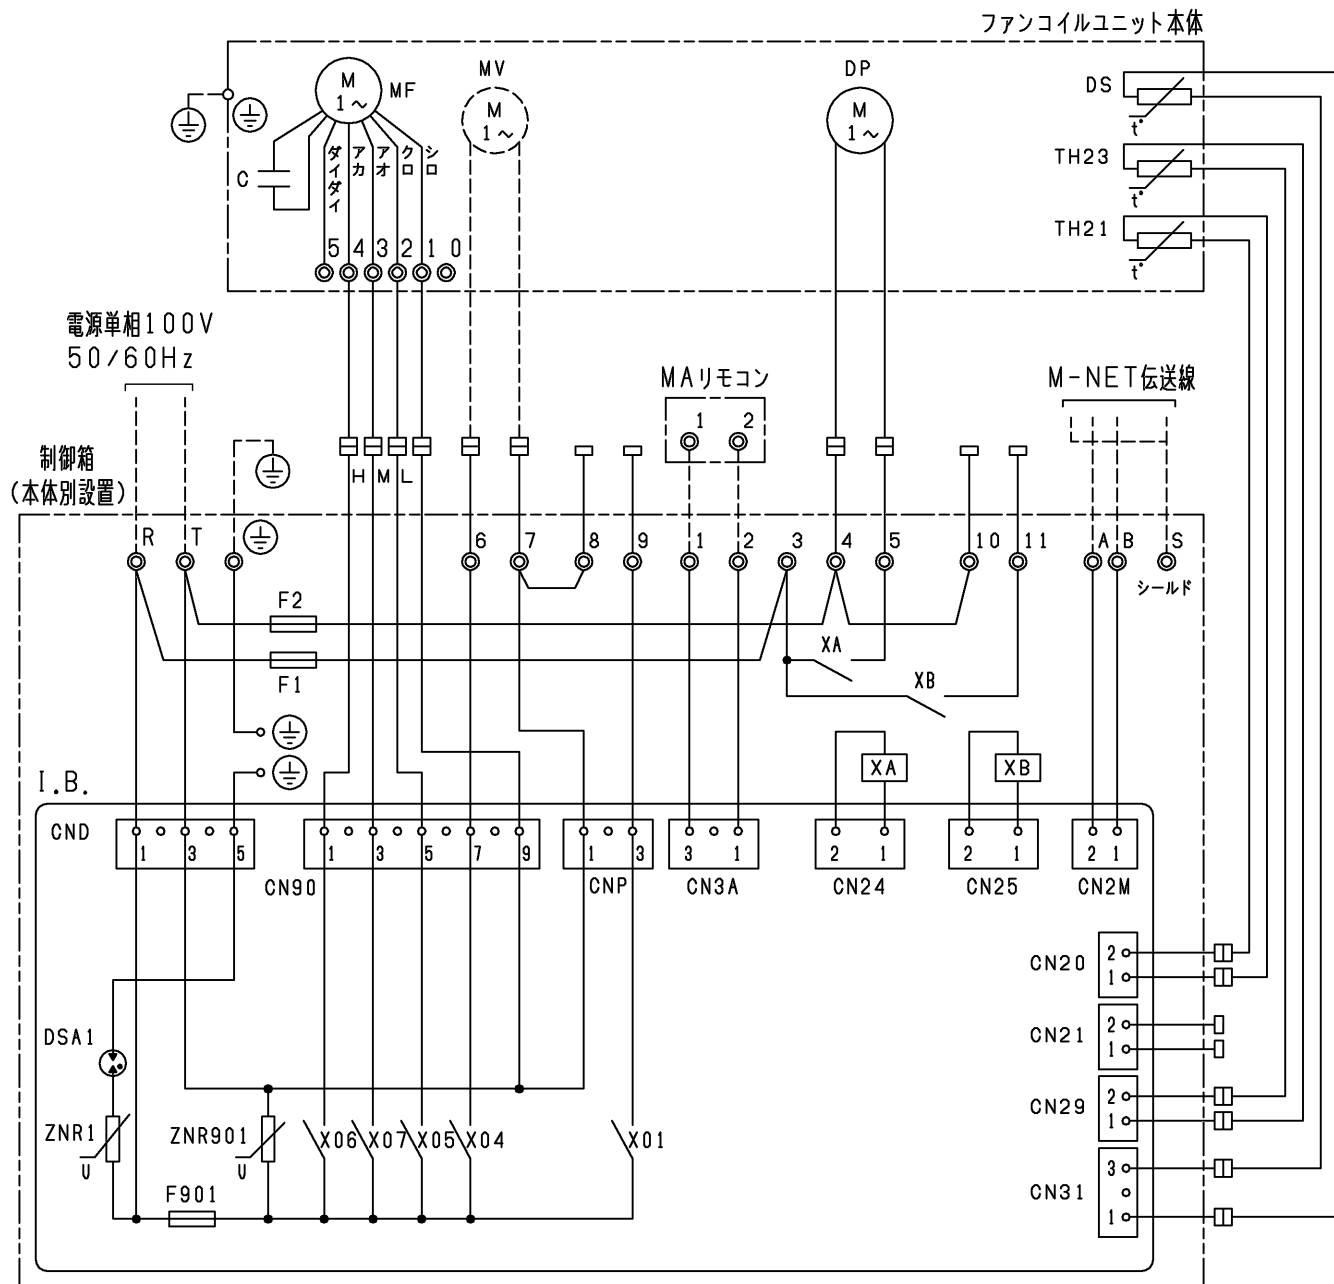 ファンコイルユニット本体
M
1～
MF
MV
M
1～
DP
M
1～
DS
t°
TH23
t°
TH21
t°
C
ダイダイ
アカ
アオ
クロ
シロ
5 4 3 2 1 0
電源単相100V
50/60Hz
MAリモコン
1 2
M-NET伝送線
制御箱
(本体別設置)
H M L
R T
6 7 8 9 1 2 3 4 5 10 11 A B S
シールド
F2
F1
XA
XB
XA
XB
I.B.
CND
1 3 5
1 3 5 7 9
1 3
3 1
2 1
2 1
2 1
CN90
CNP
CN3A
CN24
CN25
CN2M
CN20
2
1
CN21
2
1
CN29
2
1
CN31
3
1
DSA1
ZNR1
U
ZNR901
U
X06
X07
X05
X04
X01
F901